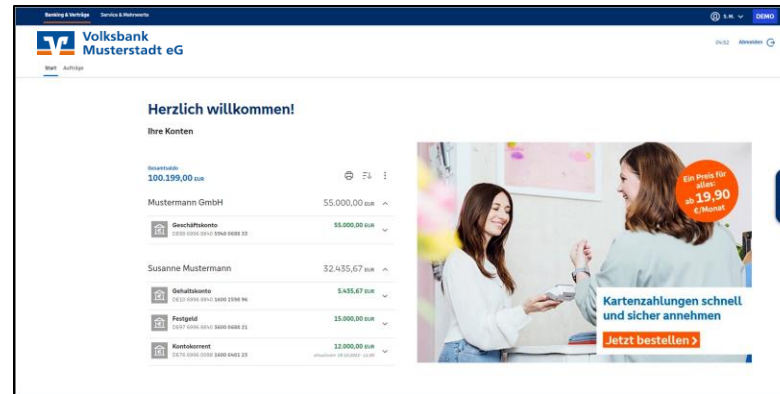 Banking & Verträge Service & Mehrwerte
S.M. DEMO
Volksbank
Musterstadt eG
Abmelden
Start Aufträge
Herzlich willkommen!
Ihre Konten
Gesamtsaldo
100.199,00 EUR
Mustermann GmbH 55.000,00 EUR
Geschäftskonto 55.000,00 EUR
Susanne Mustermann 32.435,67 EUR
Gehaltskonto 5.435,67 EUR
Festgeld 15.000,00 EUR
Kontokorrent 12.000,00 EUR
Ein Preis für
alles:
ab 19,90
€/Monat
Kartenzahlungen schnell
und sicher annehmen
Jetzt bestellen